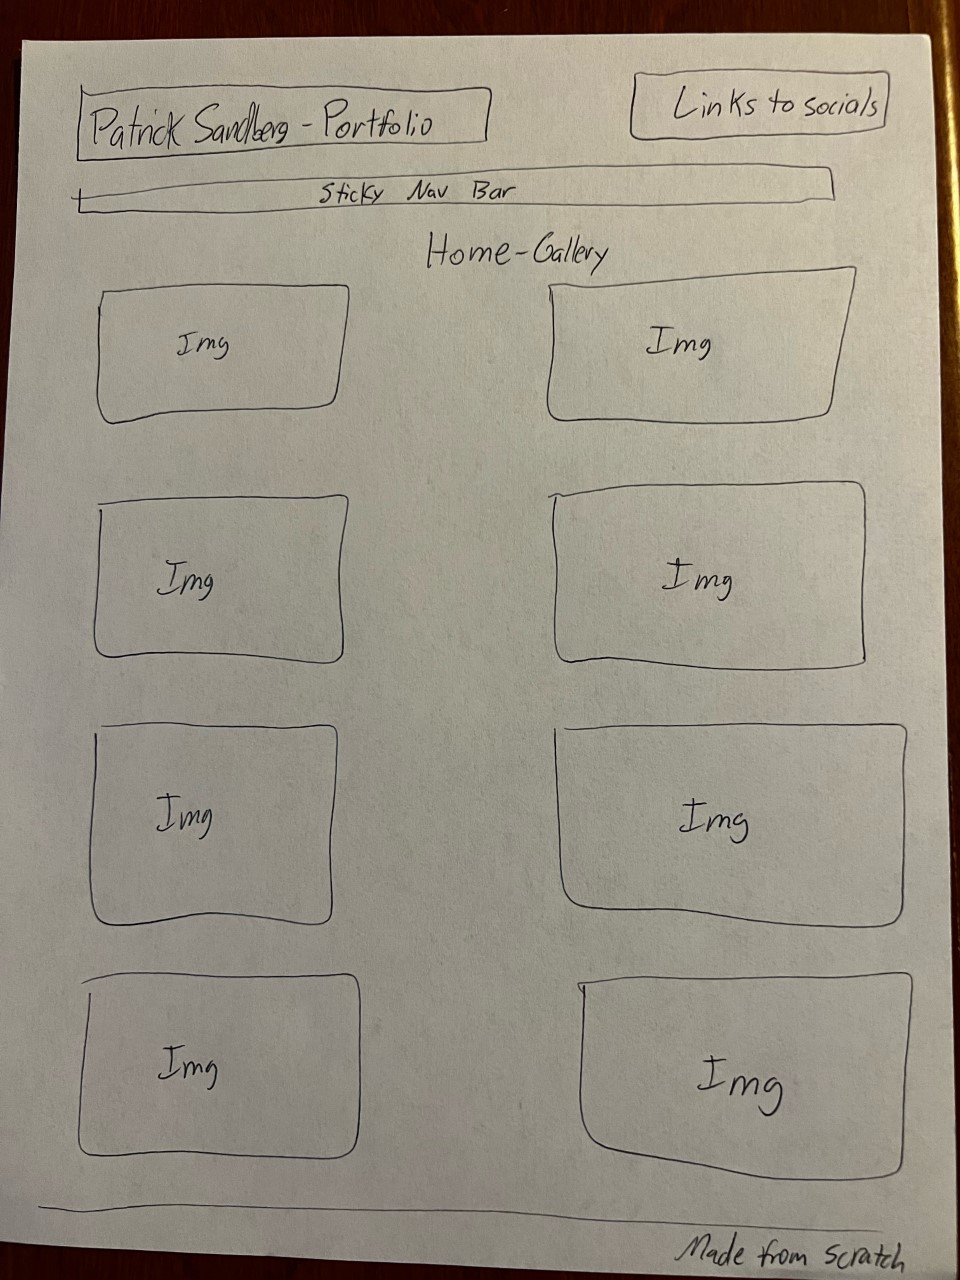 Patrick Sandberg - Portfolio
Links to socials
Sticky Nav Bar
Home-Gallery
Img
Img
Img
Img
Img
Img
Img
Img
Made from scratch